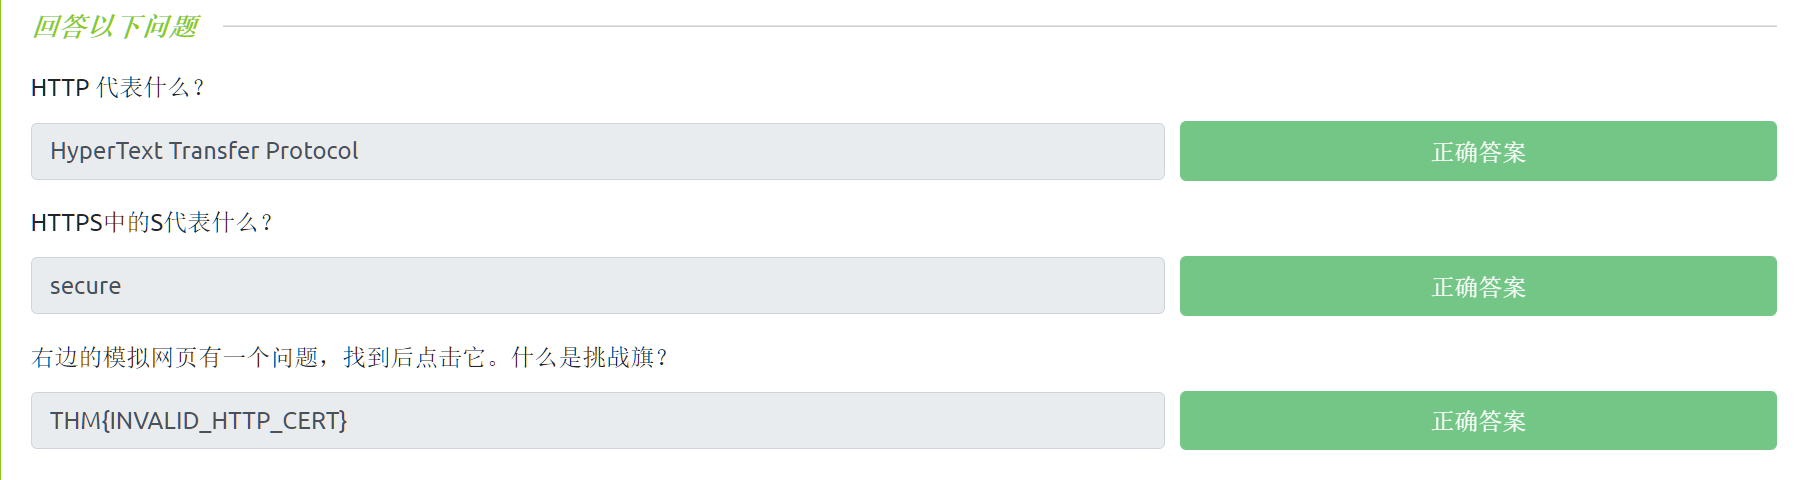 回答以下问题
HTTP 代表什么？
HyperText Transfer Protocol
正确答案
HTTPS中的S代表什么？
secure
正确答案
右边的模拟网页有一个问题，找到后点击它。什么是挑战旗？
THM{INVALID_HTTP_CERT}
正确答案